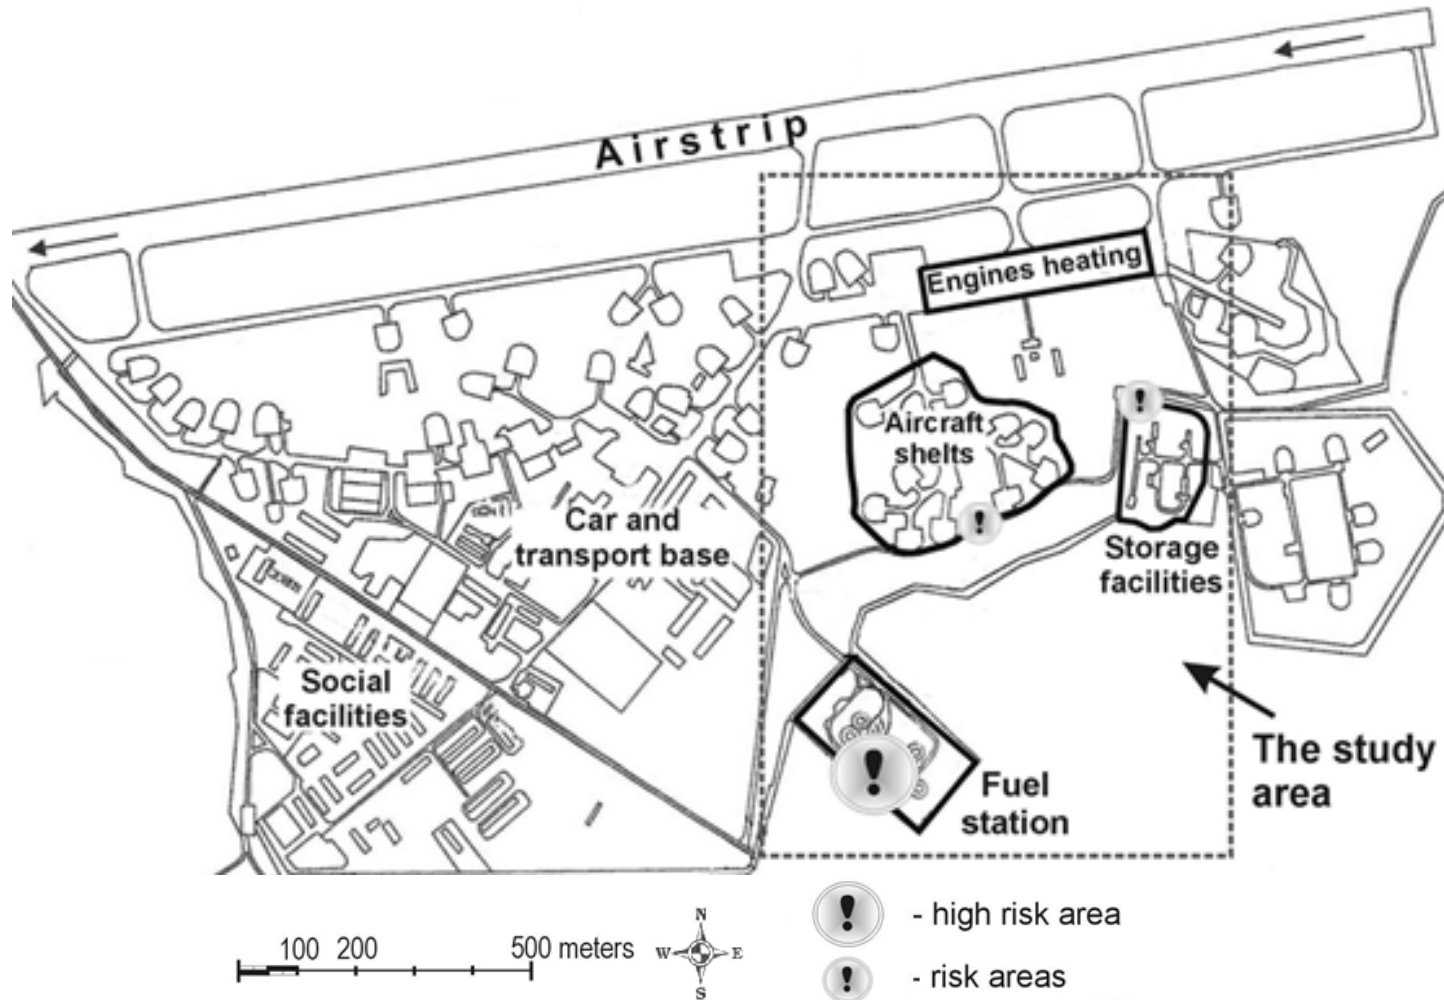 Airstrip
Engines heating
Aircraft
shelts
Car and
transport base
Storage
facilities
Social
facilities
The study
area
Fuel
station
- high risk area
100 200 500 meters
N
W E
S
- risk areas